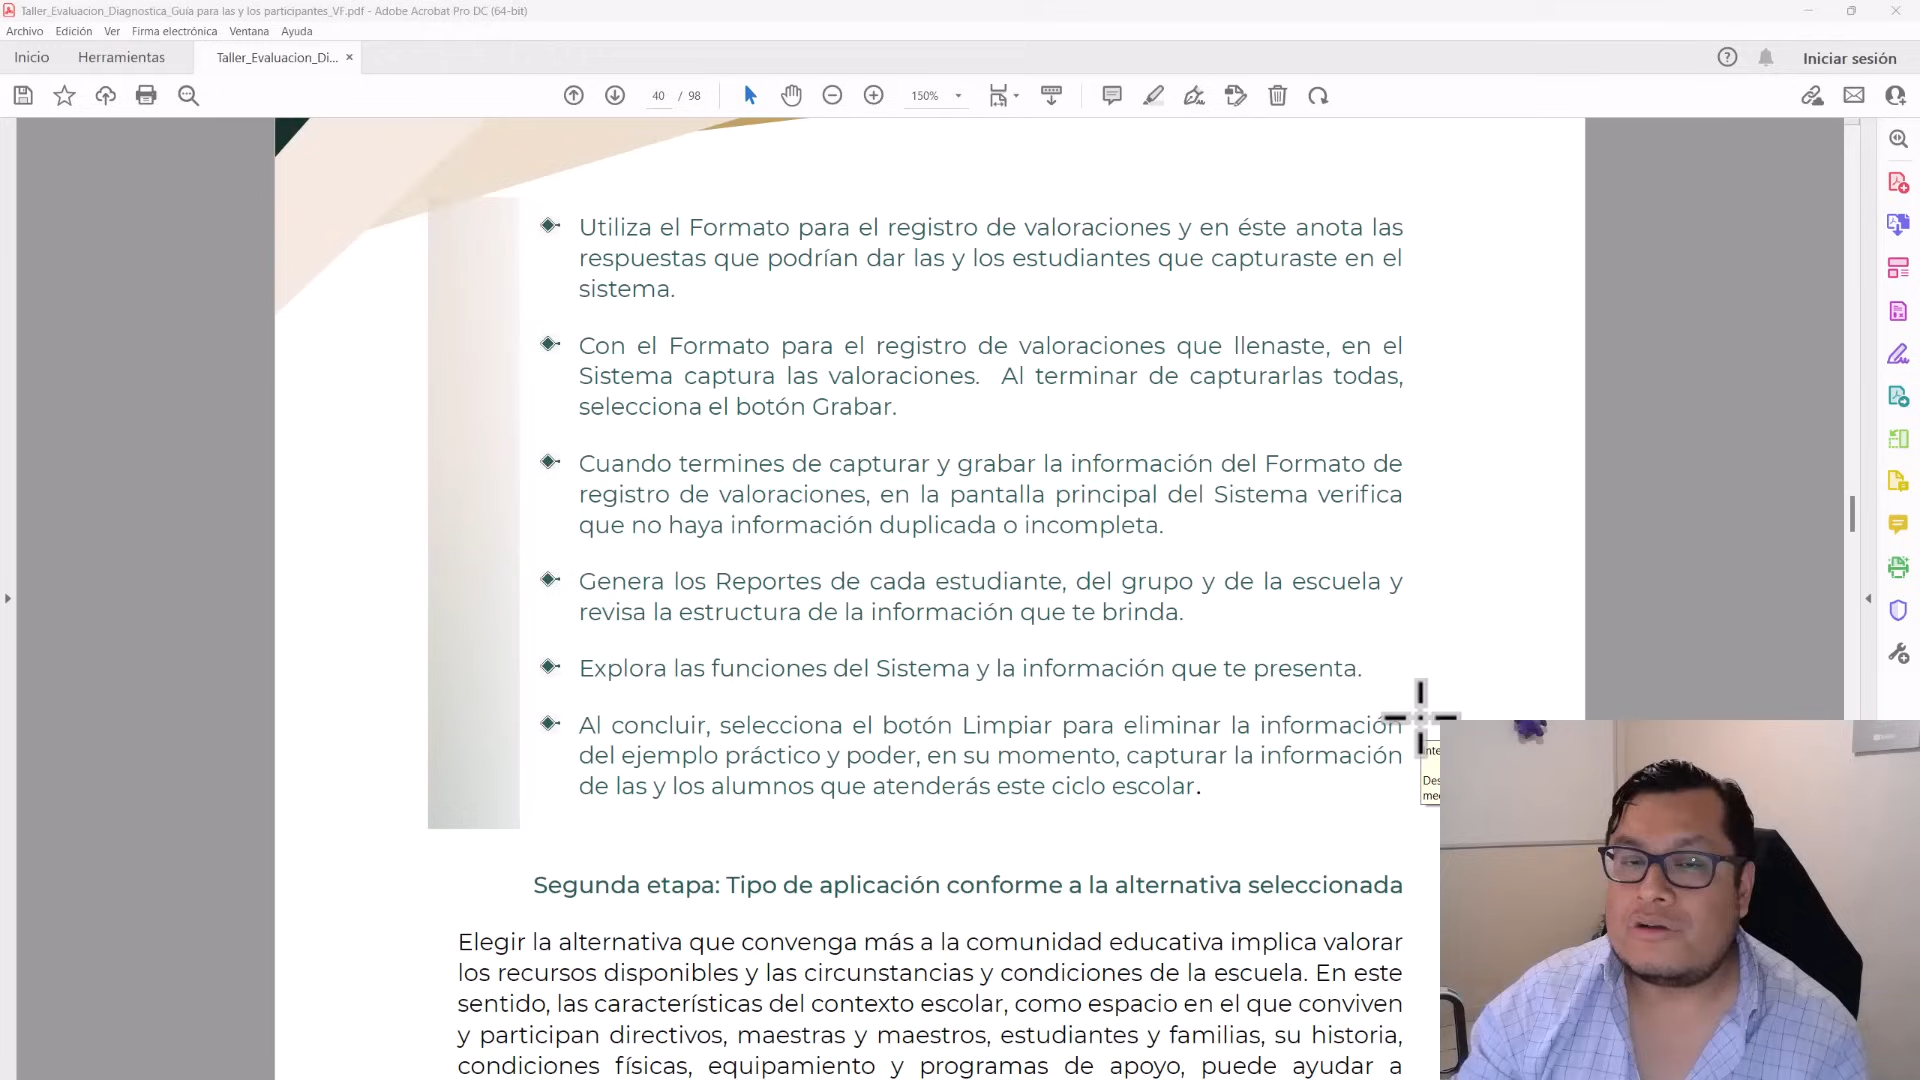 Taller_Evaluacion_Diagnostica_Guía para las y los participantes_VF.pdf - Adobe Acrobat Pro DC (64-bit)
Archivo Edición Ver Firma electrónica Ventana Ayuda
Inicio Herramientas Taller_Evaluacion_Di... × Iniciar sesión
40 / 98 150%
Utiliza el Formato para el registro de valoraciones y en éste anota las
respuestas que podrían dar las y los estudiantes que capturaste en el
sistema.
Con el Formato para el registro de valoraciones que llenaste, en el
Sistema captura las valoraciones. Al terminar de capturarlas todas,
selecciona el botón Grabar.
Cuando termines de capturar y grabar la información del Formato de
registro de valoraciones, en la pantalla principal del Sistema verifica
que no haya información duplicada o incompleta.
Genera los Reportes de cada estudiante, del grupo y de la escuela y
revisa la estructura de la información que te brinda.
Explora las funciones del Sistema y la información que te presenta.
Al concluir, selecciona el botón Limpiar para eliminar la información
del ejemplo práctico y poder, en su momento, capturar la información
de las y los alumnos que atenderás este ciclo escolar.
Segunda etapa: Tipo de aplicación conforme a la alternativa seleccionada
Elegir la alternativa que convenga más a la comunidad educativa implica valorar
los recursos disponibles y las circunstancias y condiciones de la escuela. En este
sentido, las características del contexto escolar, como espacio en el que conviven
y participan directivos, maestras y maestros, estudiantes y familias, su historia,
condiciones físicas, equipamiento y programas de apoyo, puede ayudar a